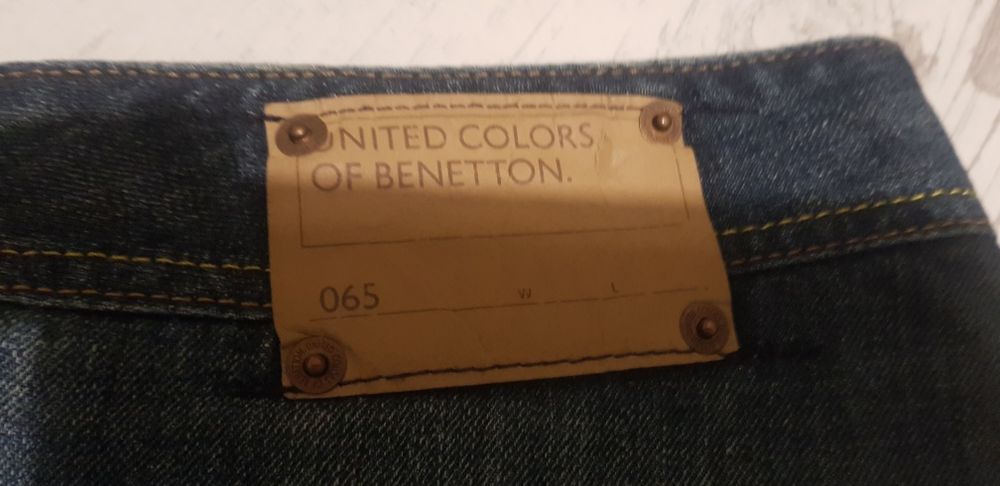 UNITED COLORS
OF BENETTON.
065 W L